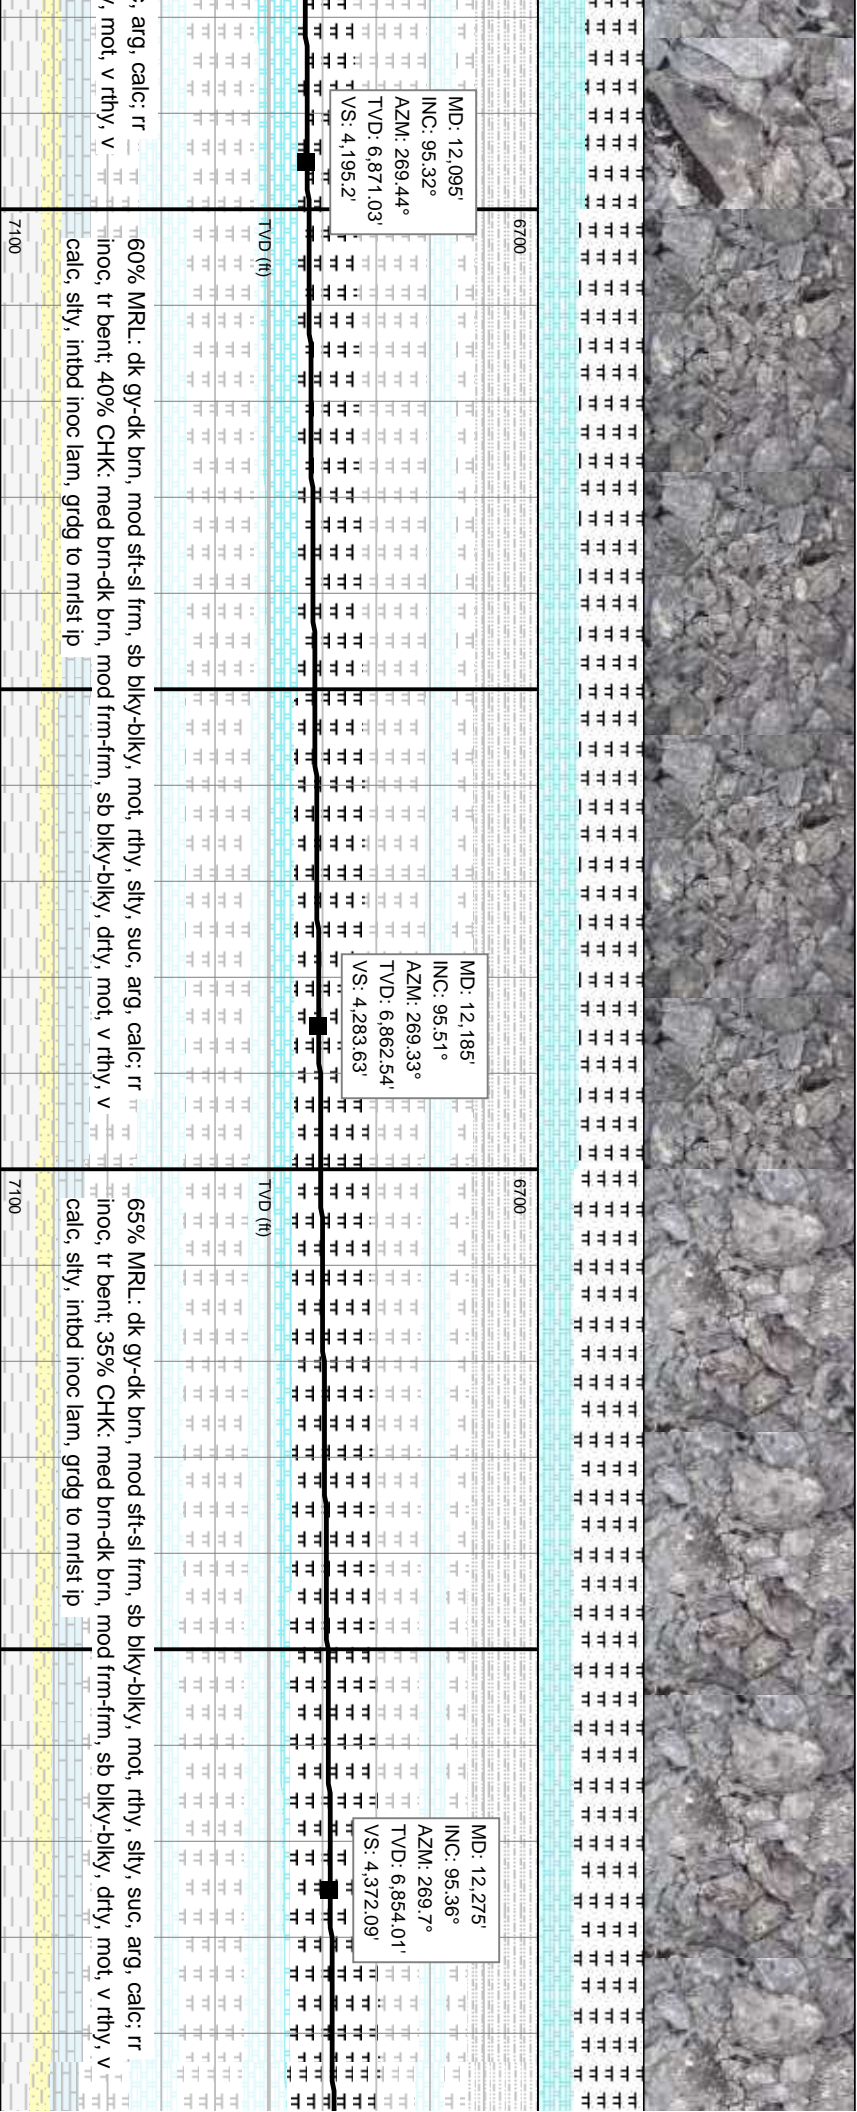 c, arg, calc; rr
, mot, v rthy, v
MD: 12,095'
INC: 95.32°
AZM: 269.44°
TVD: 6,871.03'
VS: 4,195.2'
6700
TVD (ft)
7100
60% MRL: dk gy-dk brn, mod sft-sl frm, sb blky-blky, mot, rthy, slty, suc, arg, calc; rr
inoc, tr bent; 40% CHK: med brn-dk brn, mod frm-frm, sb blky-blky, drty, mot, v rthy, v
calc, slty, intbd inoc lam, grdg to mrlst ip
MD: 12,185'
INC: 95.51°
AZM: 269.33°
TVD: 6,862.54'
VS: 4,283.63'
6700
TVD (ft)
7100
65% MRL: dk gy-dk brn, mod sft-sl frm, sb blky-blky, mot, rthy, slty, suc, arg, calc; rr
inoc, tr bent; 35% CHK: med brn-dk brn, mod frm-frm, sb blky-blky, drty, mot, v rthy, v
calc, slty, intbd inoc lam, grdg to mrlst ip
MD: 12,275'
INC: 95.36°
AZM: 269.7°
TVD: 6,854.01'
VS: 4,372.09'